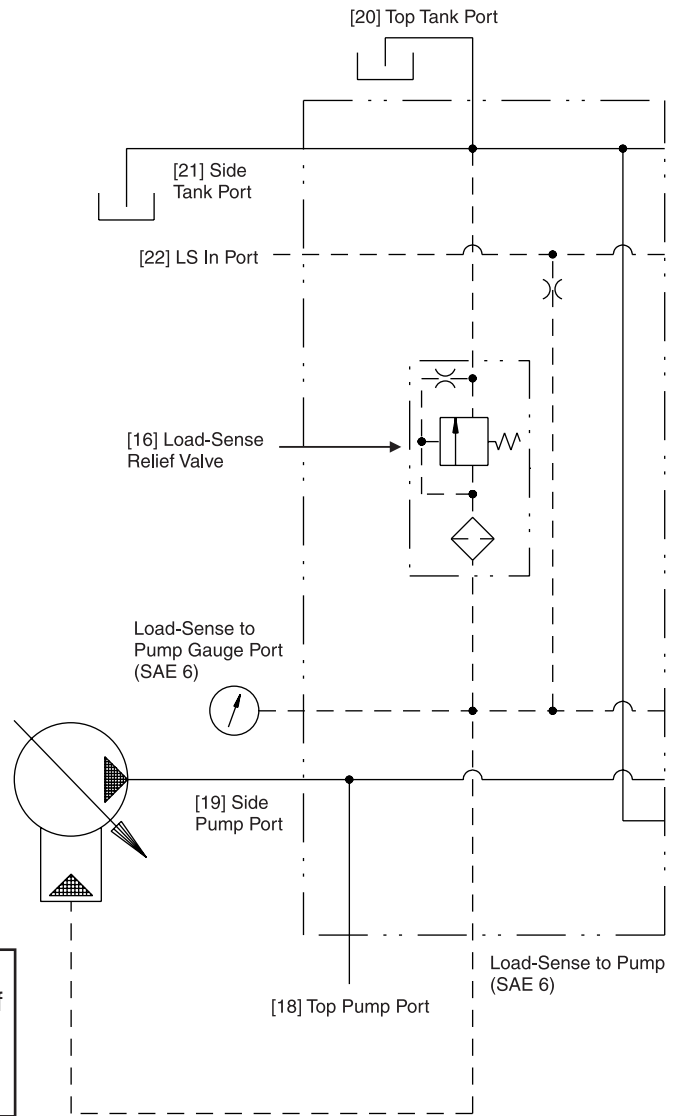 [20] Top Tank Port
[21] Side
Tank Port
[22] LS In Port
[16] Load-Sense
Relief Valve
Load-Sense to
Pump Gauge Port
(SAE 6)
[19] Side
Pump Port
Load-Sense to Pump
(SAE 6)
[18] Top Pump Port